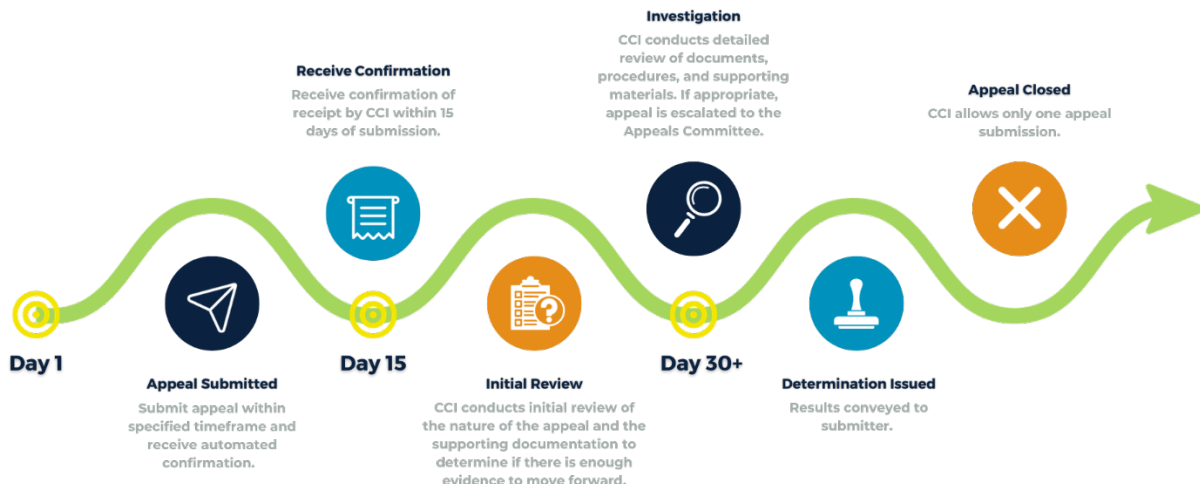 Receive Confirmation
Receive confirmation of
receipt by CCI within 15
days of submission.
Investigation
CCI conducts detailed
review of documents,
procedures, and supporting
materials. If appropriate,
appeal is escalated to the
Appeals Committee.
Appeal Closed
CCI allows only one appeal
submission.
Day 1
Day 15
Day 30+
Appeal Submitted
Submit appeal within
specified timeframe and
receive automated
confirmation.
Initial Review
CCI conducts initial review of
the nature of the appeal and the
supporting documentation to
determine if there is enough
evidence to move forward.
Determination Issued
Results conveyed to
submitter.